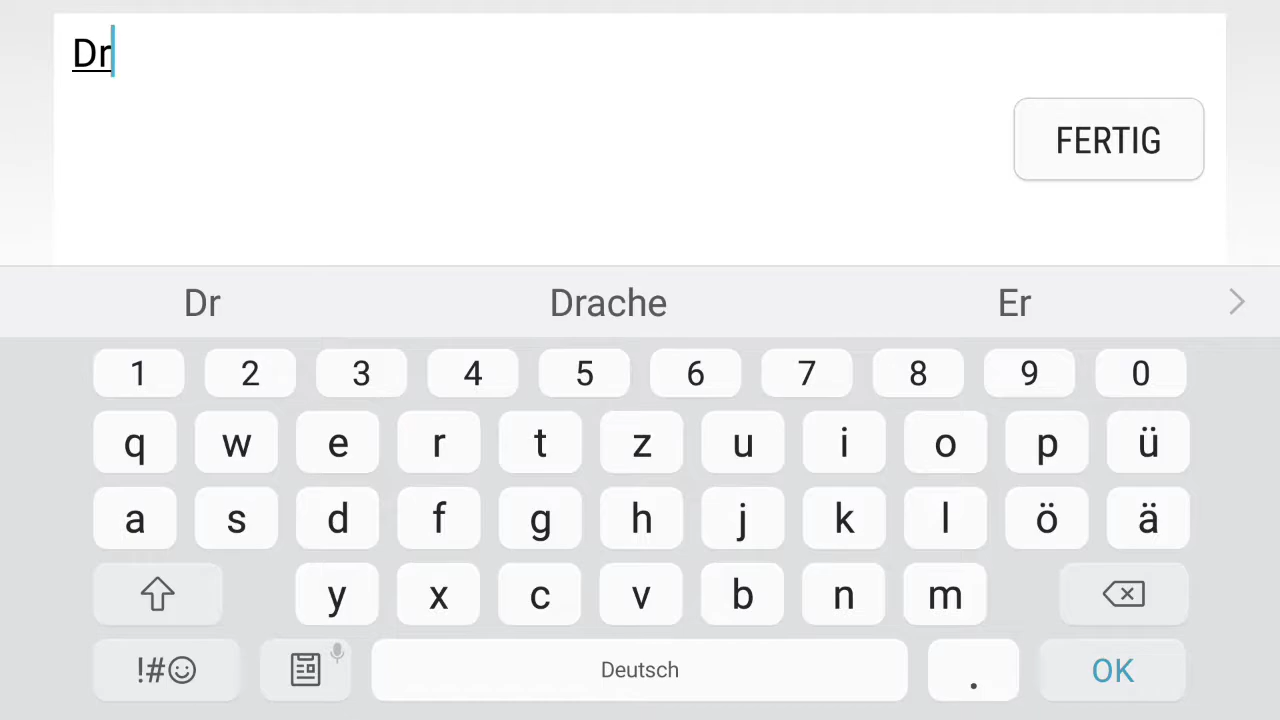 Dr
FERTIG
Dr Drache Er
1 2 3 4 5 6 7 8 9 0
q w e r t z u i o p ü
a s d f g h j k l ö ä
y x c v b n m
!#☺ Deutsch . OK